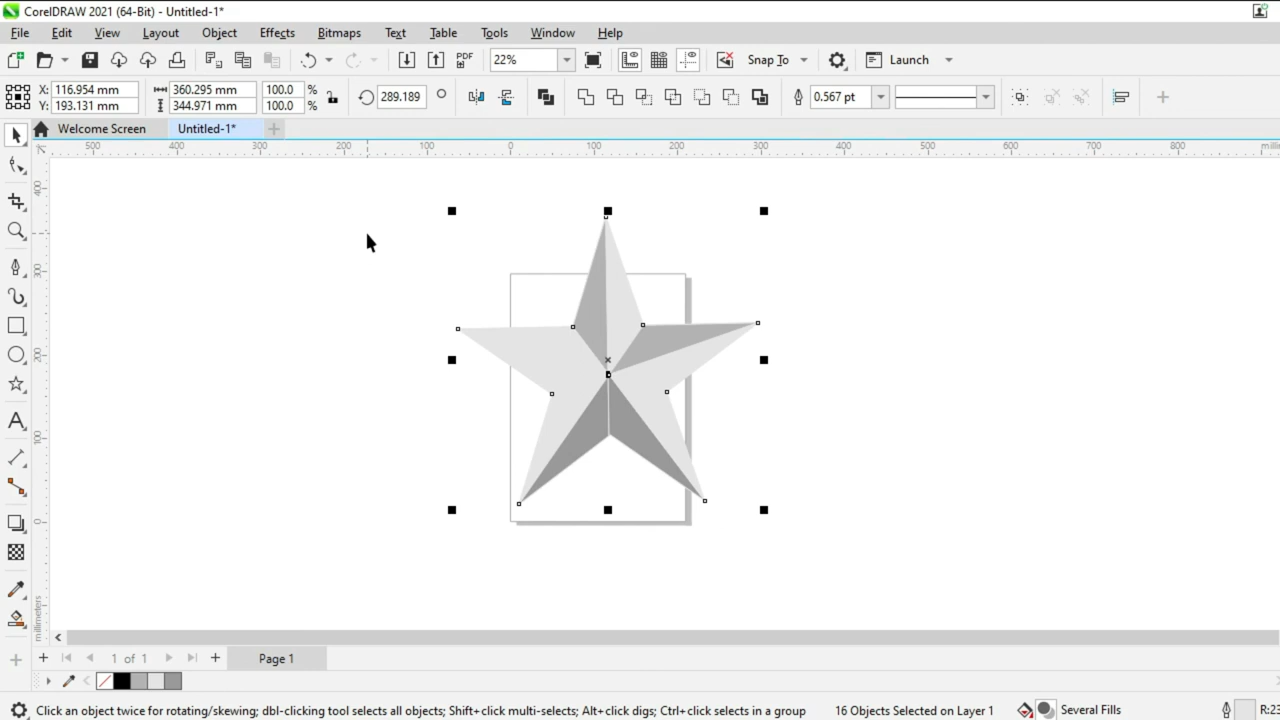 CorelDRAW 2021 (64-Bit) - Untitled-1*
File Edit View Layout Object Effects Bitmaps Text Table Tools Window Help
PDF 22% Snap To Launch
X: 116.954 mm 360.295 mm 100.0 % 289.189 0.567 pt
Y: 193.131 mm 344.971 mm 100.0 %
Welcome Screen Untitled-1*
500 400 300 200 100 0 100 200 300 400 500 600 700 800 milli
400
300
200
100
0
millimeters
1 of 1 Page 1
Click an object twice for rotating/skewing; dbl-clicking tool selects all objects; Shift+click multi-selects; Alt+click digs; Ctrl+click selects in a group 16 Objects Selected on Layer 1 Several Fills R:23